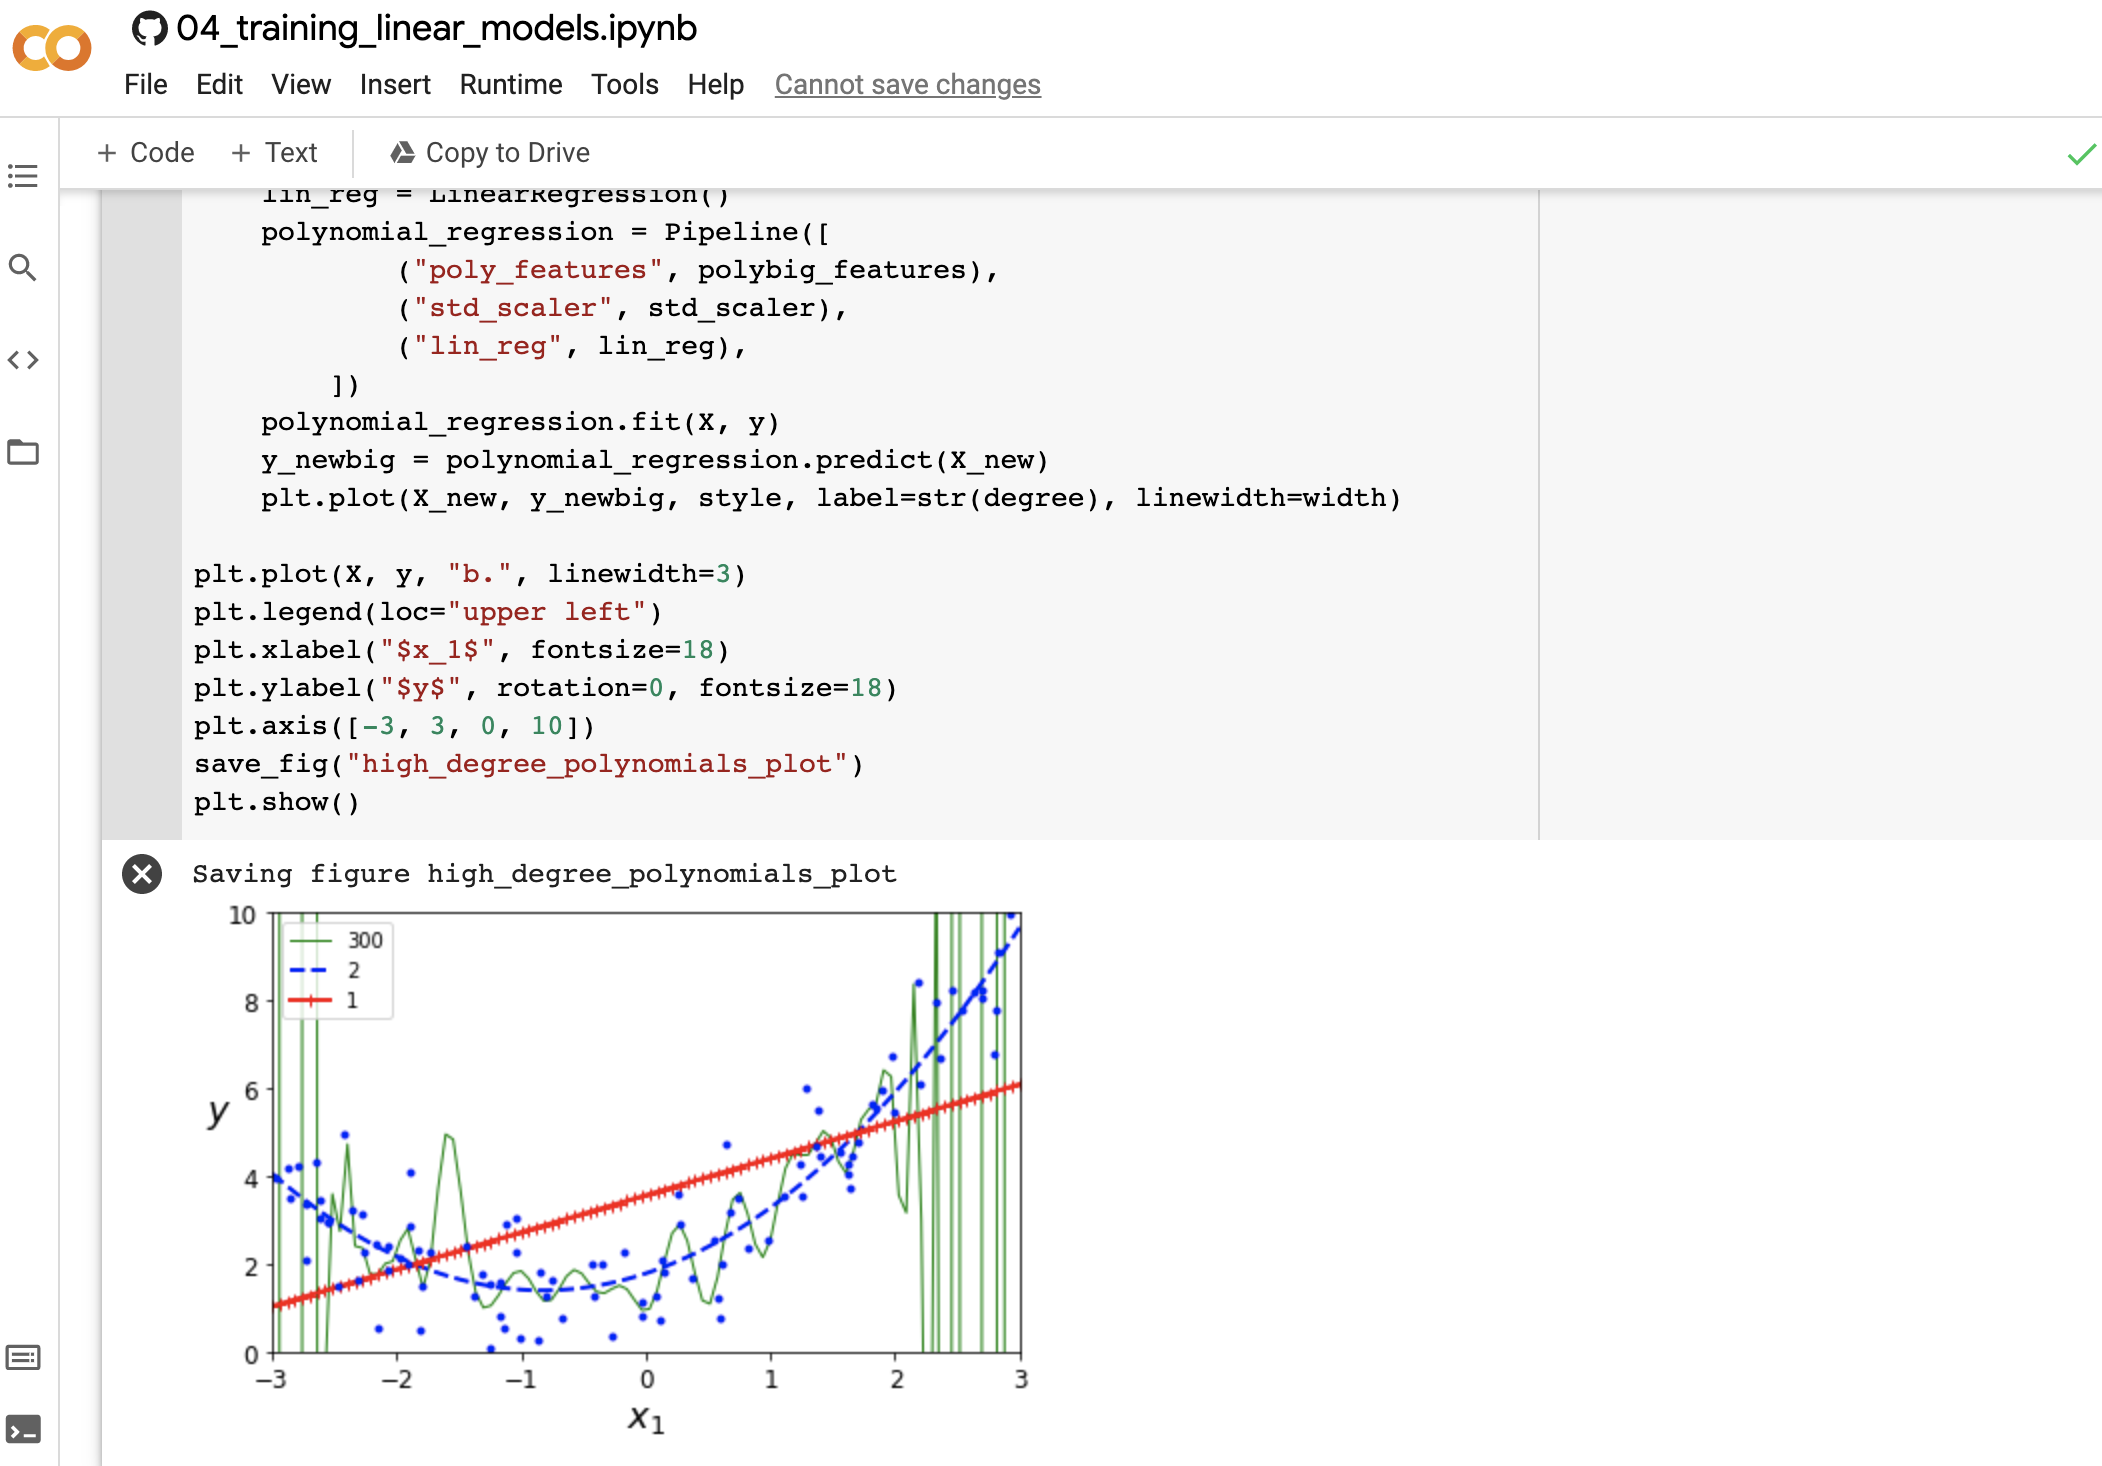 04_training_linear_models.ipynb
File Edit View Insert Runtime Tools Help Cannot save changes
+ Code + Text Copy to Drive
lin_reg = LinearRegression()
polynomial_regression = Pipeline([
("poly_features", polybig_features),
("std_scaler", std_scaler),
("lin_reg", lin_reg),
])
polynomial_regression.fit(X, y)
y_newbig = polynomial_regression.predict(X_new)
plt.plot(X_new, y_newbig, style, label=str(degree), linewidth=width)
plt.plot(X, y, "b.", linewidth=3)
plt.legend(loc="upper left")
plt.xlabel("$x_1$", fontsize=18)
plt.ylabel("$y$", rotation=0, fontsize=18)
plt.axis([-3, 3, 0, 10])
save_fig("high_degree_polynomials_plot")
plt.show()
Saving figure high_degree_polynomials_plot
10
300
2
1
8
6
y
4
2
0
−3 −2 −1 0 1 2 3
x₁